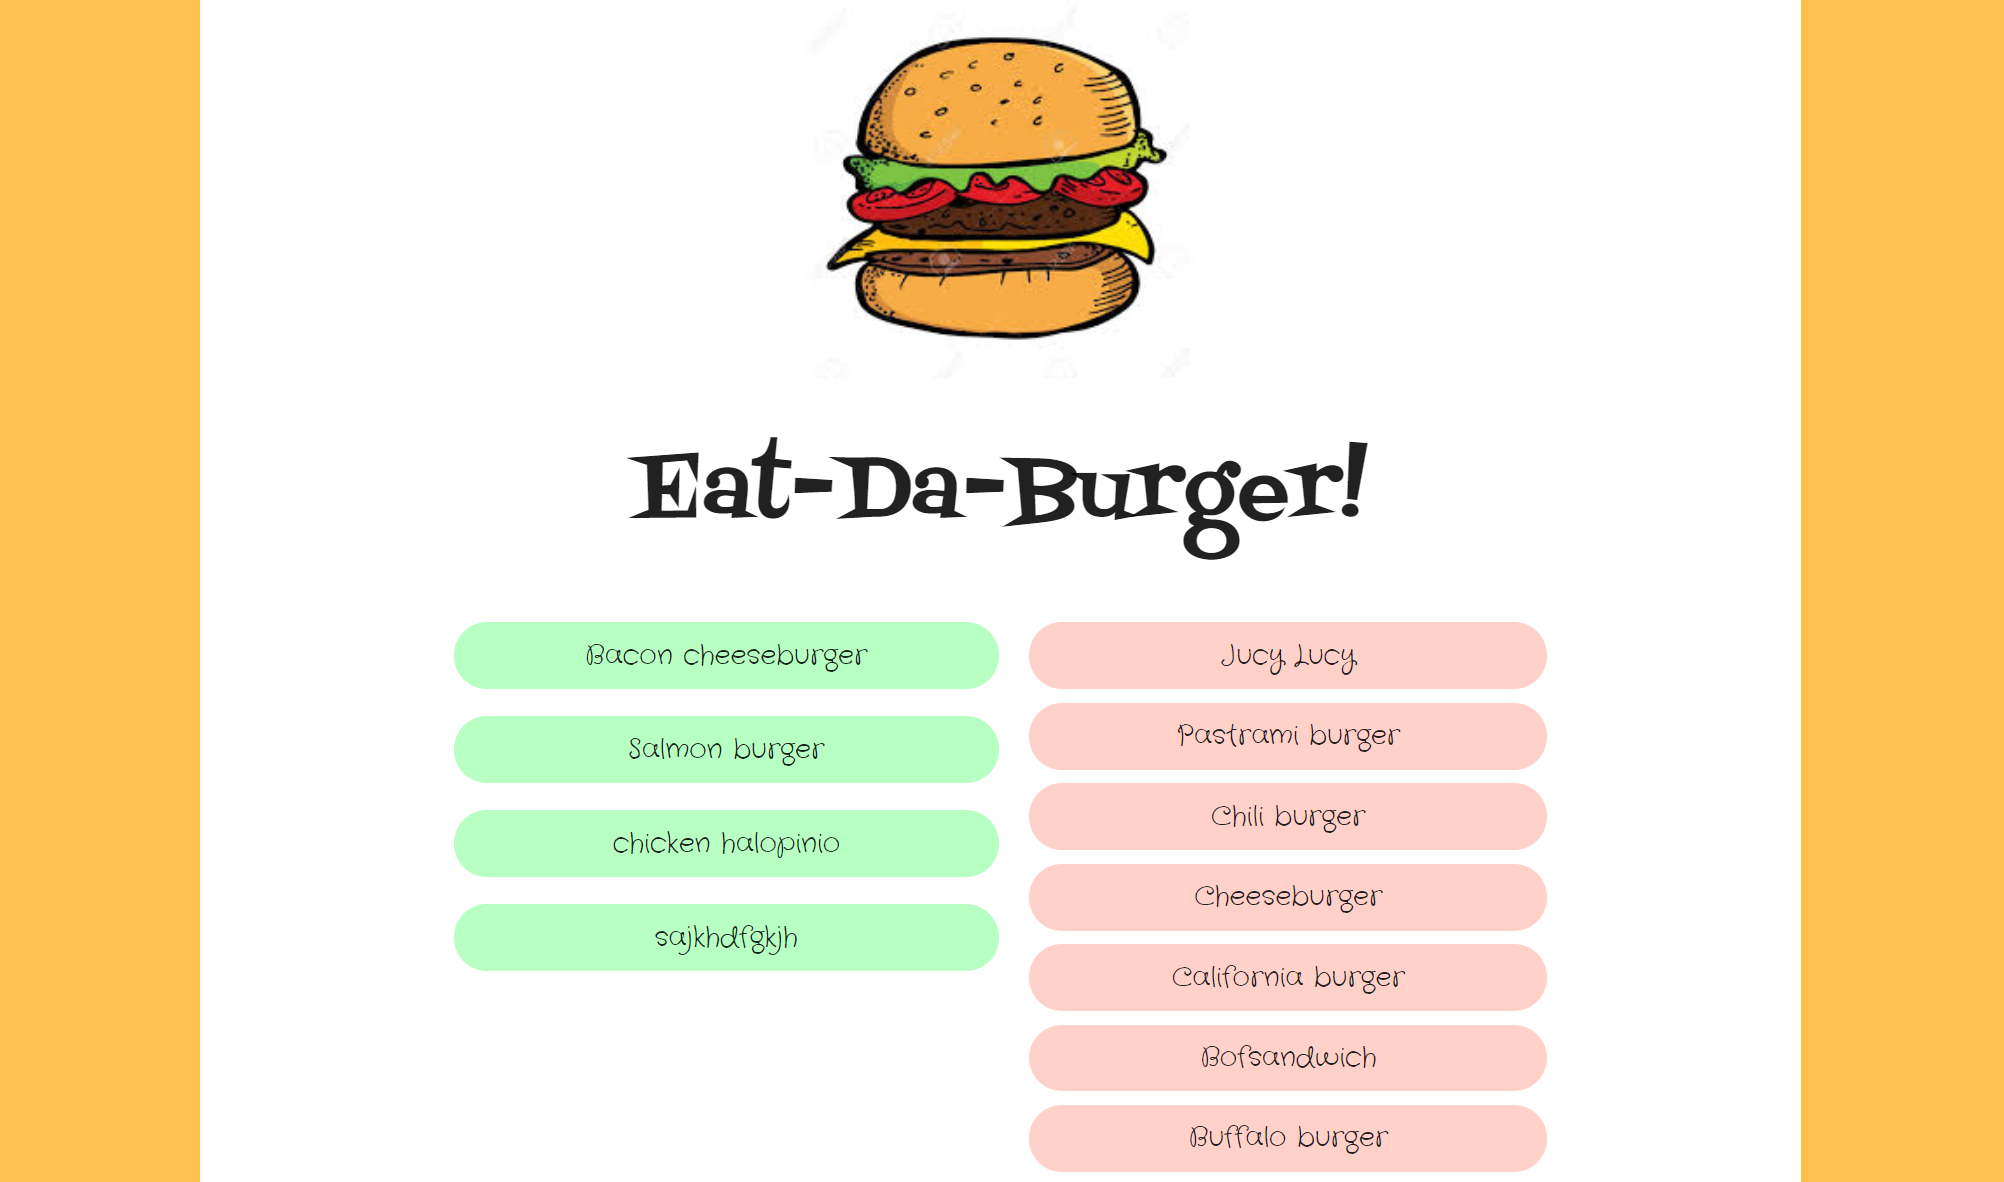 Eat-Da-Burger!
Bacon cheeseburger
Salmon burger
chicken halopinio
sajkhdfgkjh
Jucy Lucy
Pastrami burger
Chili burger
Cheeseburger
California burger
Bofsandwich
Buffalo burger